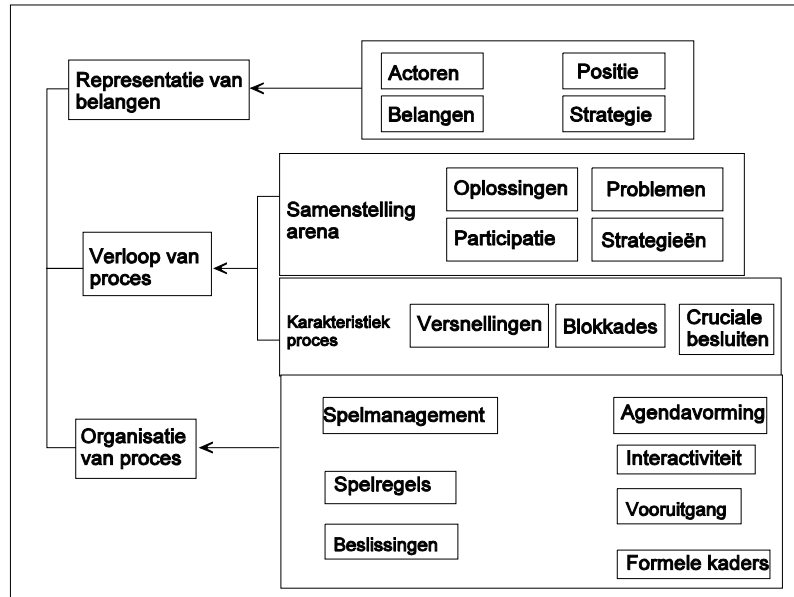 Representatie van
belangen
Actoren
Positie
Belangen
Strategie
Verloop van
proces
Samenstelling
arena
Oplossingen
Problemen
Participatie
Strategieën
Karakteristiek
proces
Versnellingen
Blokkades
Cruciale
besluiten
Organisatie
van proces
Spelmanagement
Agendavorming
Interactiviteit
Spelregels
Vooruitgang
Beslissingen
Formele kaders